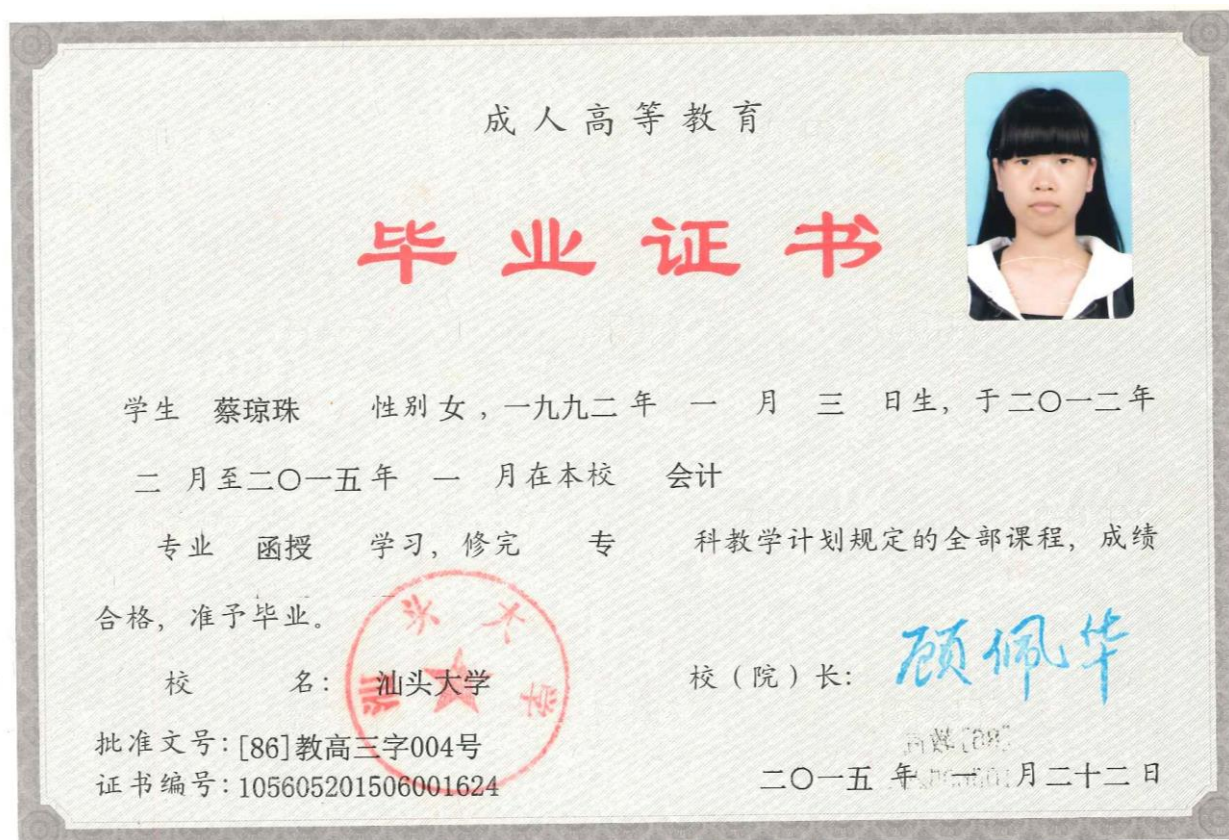 成人高等教育
毕业证书
学生 蔡琼珠 性别女，一九九二年 一 月 三 日生，于二〇一二年
二 月至二〇一五年 一 月在本校 会计
专业 函授 学习，修完 专 科教学计划规定的全部课程，成绩
合格，准予毕业。
校 名： 汕头大学 校（院）长： 顾佩华
汕头大学
批准文号：[86]教高三字004号
证书编号：105605201506001624 二〇一五 年 一 月二十二日